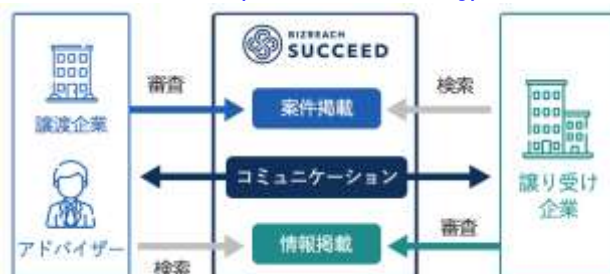 BIZREACH
SUCCEED
審査
検索
案件掲載
譲渡企業
コミュニケーション
譲り受け
企業
アドバイザー
審査
情報掲載
検索